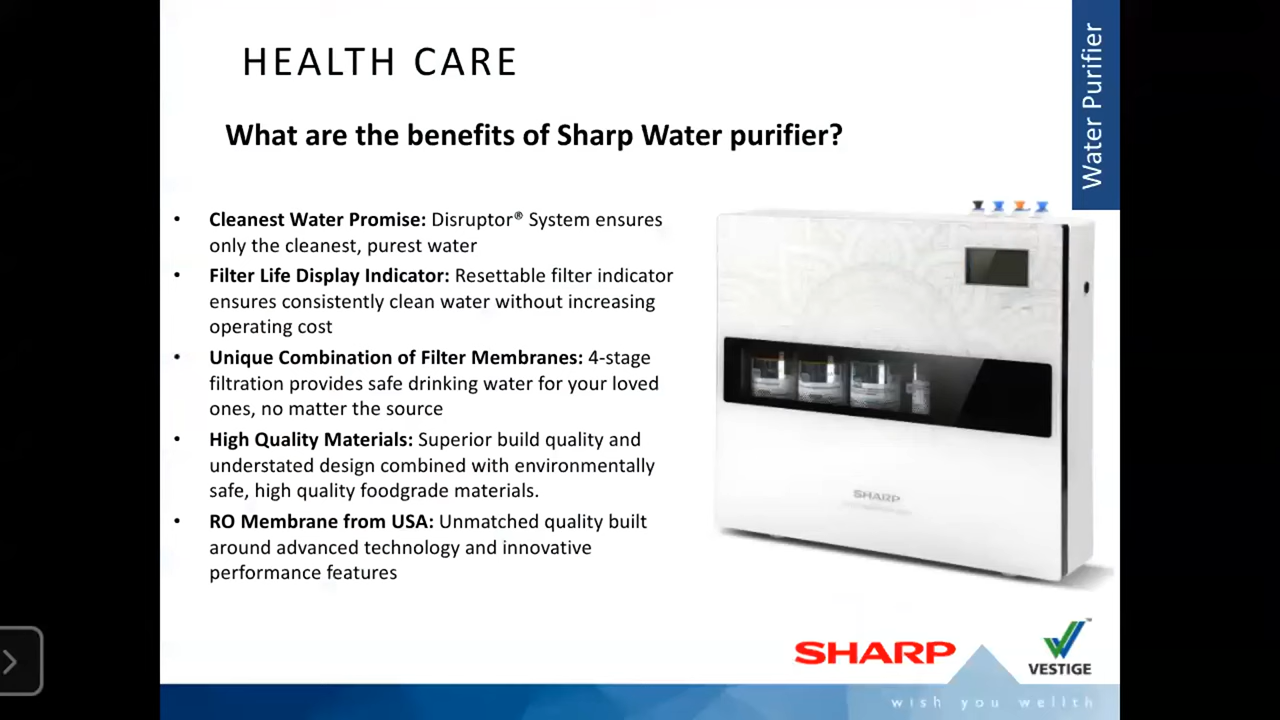 HEALTH CARE
Water Purifier
What are the benefits of Sharp Water purifier?
• Cleanest Water Promise: Disruptor® System ensures
only the cleanest, purest water
• Filter Life Display Indicator: Resettable filter indicator
ensures consistently clean water without increasing
operating cost
• Unique Combination of Filter Membranes: 4-stage
filtration provides safe drinking water for your loved
ones, no matter the source
• High Quality Materials: Superior build quality and
understated design combined with environmentally
safe, high quality foodgrade materials.
• RO Membrane from USA: Unmatched quality built
around advanced technology and innovative
performance features
SHARP
SHARP
VESTIGE
wish you wellth